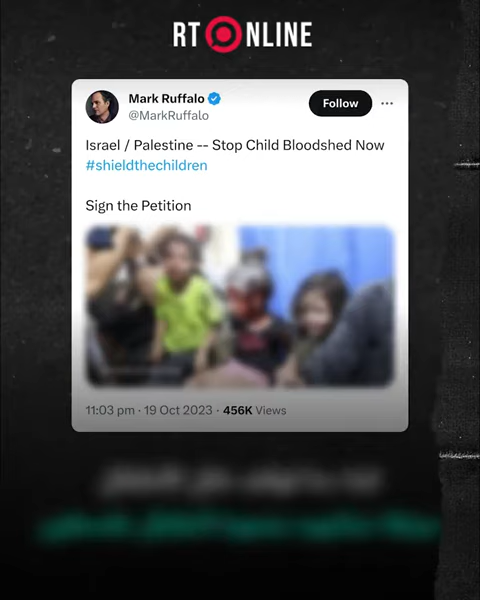 RT ONLINE
Mark Ruffalo
Follow
@MarkRuffalo
Israel / Palestine -- Stop Child Bloodshed Now
#shieldthechildren
Sign the Petition
11:03 pm · 19 Oct 2023 · 456K Views